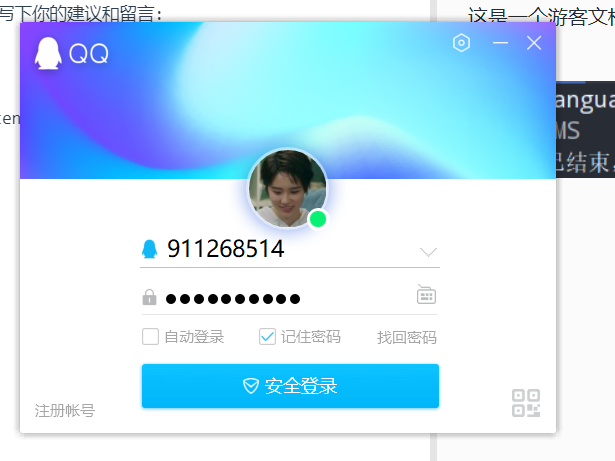 写下你的建议和留言：
这是一个游客文档
QQ
angua
MS
已结束，
911268514
自动登录
记住密码
找回密码
安全登录
注册帐号